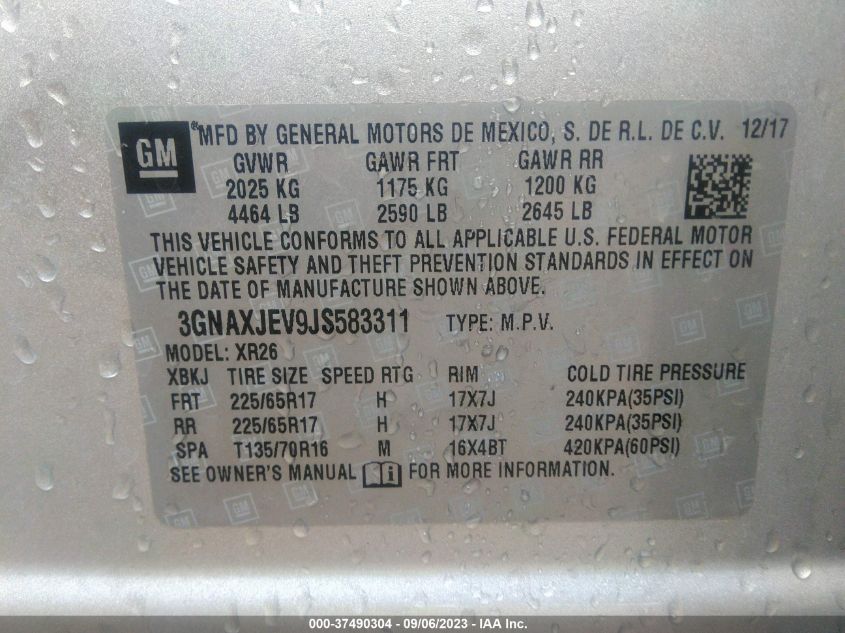 GM ®MFD BY GENERAL MOTORS DE MEXICO, S. DE R.L. DE C.V. 12/17
GVWR GAWR FRT GAWR RR
2025 KG 1175 KG 1200 KG
4464 LB 2590 LB 2645 LB
THIS VEHICLE CONFORMS TO ALL APPLICABLE U.S. FEDERAL MOTOR
VEHICLE SAFETY AND THEFT PREVENTION STANDARDS IN EFFECT ON
THE DATE OF MANUFACTURE SHOWN ABOVE.
3GNAXJEV9JS583311 TYPE: M.P.V.
MODEL: XR26
XBKJ TIRE SIZE SPEED RTG RIM COLD TIRE PRESSURE
FRT 225/65R17 H 17X7J 240KPA(35PSI)
RR 225/65R17 H 17X7J 240KPA(35PSI)
SPA T135/70R16 M 16X4BT 420KPA(60PSI)
SEE OWNER'S MANUAL FOR MORE INFORMATION.
000-37490304 - 09/06/2023 - IAA Inc.